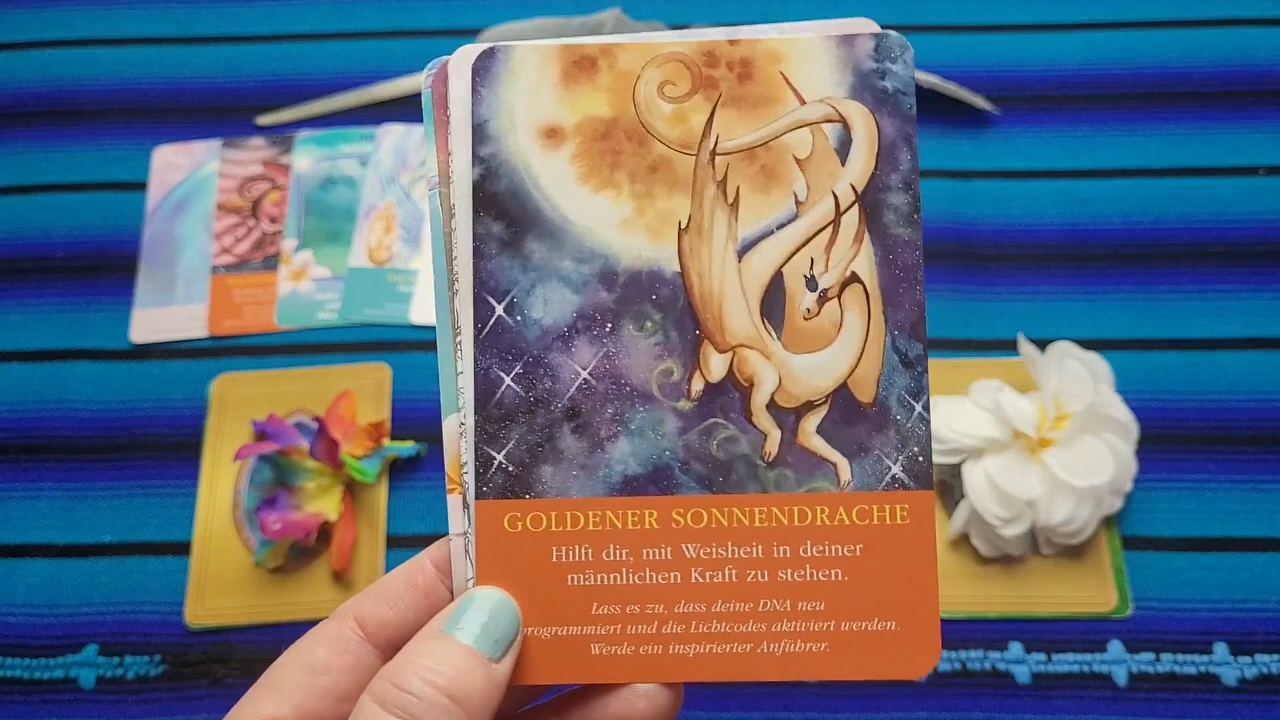 GOLDENER SONNENDRACHE
Hilft dir, mit Weisheit in deiner
männlichen Kraft zu stehen.
Lass es zu, dass deine DNA neu
programmiert und die Lichtcodes aktiviert werden.
Werde ein inspirierter Anführer.